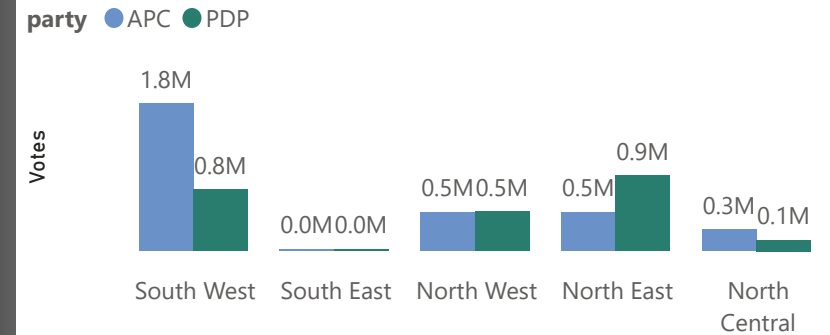 party APC PDP
Votes
1.8M
0.8M
0.0M 0.0M
0.5M 0.5M
0.5M
0.9M
0.3M
0.1M
South West South East North West North East North
Central